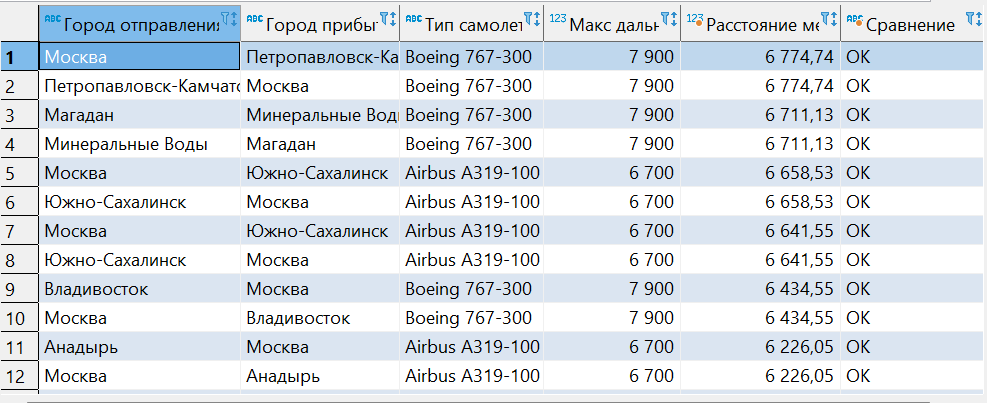 ABC Город отправления ABC Город прибы ABC Тип самолет 123 Макс далы 123 Расстояние ме ABC Сравнение
1 Москва Петропавловск-Ка Boeing 767-300 7 900 6 774,74 OK
2 Петропавловск-Камчатс Москва Boeing 767-300 7 900 6 774,74 OK
3 Магадан Минеральные Воды Boeing 767-300 7 900 6 711,13 OK
4 Минеральные Воды Магадан Boeing 767-300 7 900 6 711,13 OK
5 Москва Южно-Сахалинск Airbus A319-100 6 700 6 658,53 OK
6 Южно-Сахалинск Москва Airbus A319-100 6 700 6 658,53 OK
7 Москва Южно-Сахалинск Airbus A319-100 6 700 6 641,55 OK
8 Южно-Сахалинск Москва Airbus A319-100 6 700 6 641,55 OK
9 Владивосток Москва Boeing 767-300 7 900 6 434,55 OK
10 Москва Владивосток Boeing 767-300 7 900 6 434,55 OK
11 Анадырь Москва Airbus A319-100 6 700 6 226,05 OK
12 Москва Анадырь Airbus A319-100 6 700 6 226,05 OK